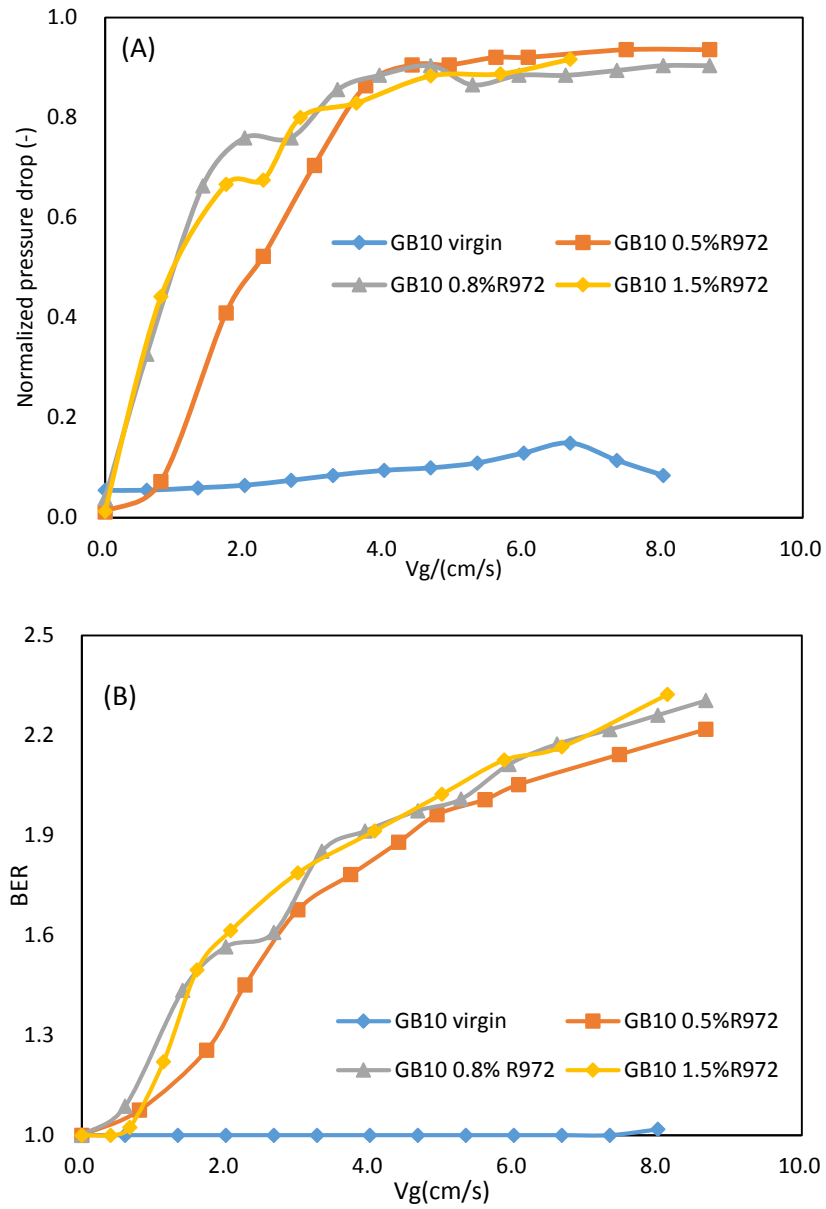 1.0
(A)
0.8
0.6
0.4
0.2
0.0
Normalized pressure drop (-)
GB10 virgin
GB10 0.5%R972
GB10 0.8%R972
GB10 1.5%R972
0.0 2.0 4.0 6.0 8.0 10.0
Vg/(cm/s)
2.5
(B)
2.2
1.9
1.6
1.3
1.0
BER
GB10 virgin
GB10 0.5%R972
GB10 0.8% R972
GB10 1.5%R972
0.0 2.0 4.0 6.0 8.0 10.0
Vg(cm/s)